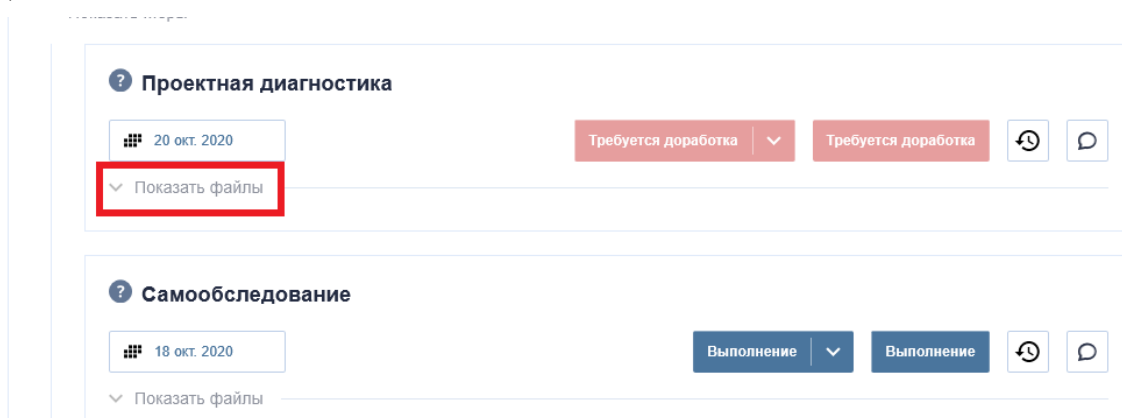 Проектная диагностика
20 окт. 2020
Требуется доработка
Требуется доработка
Показать файлы
Самообследование
18 окт. 2020
Выполнение
Выполнение
Показать файлы